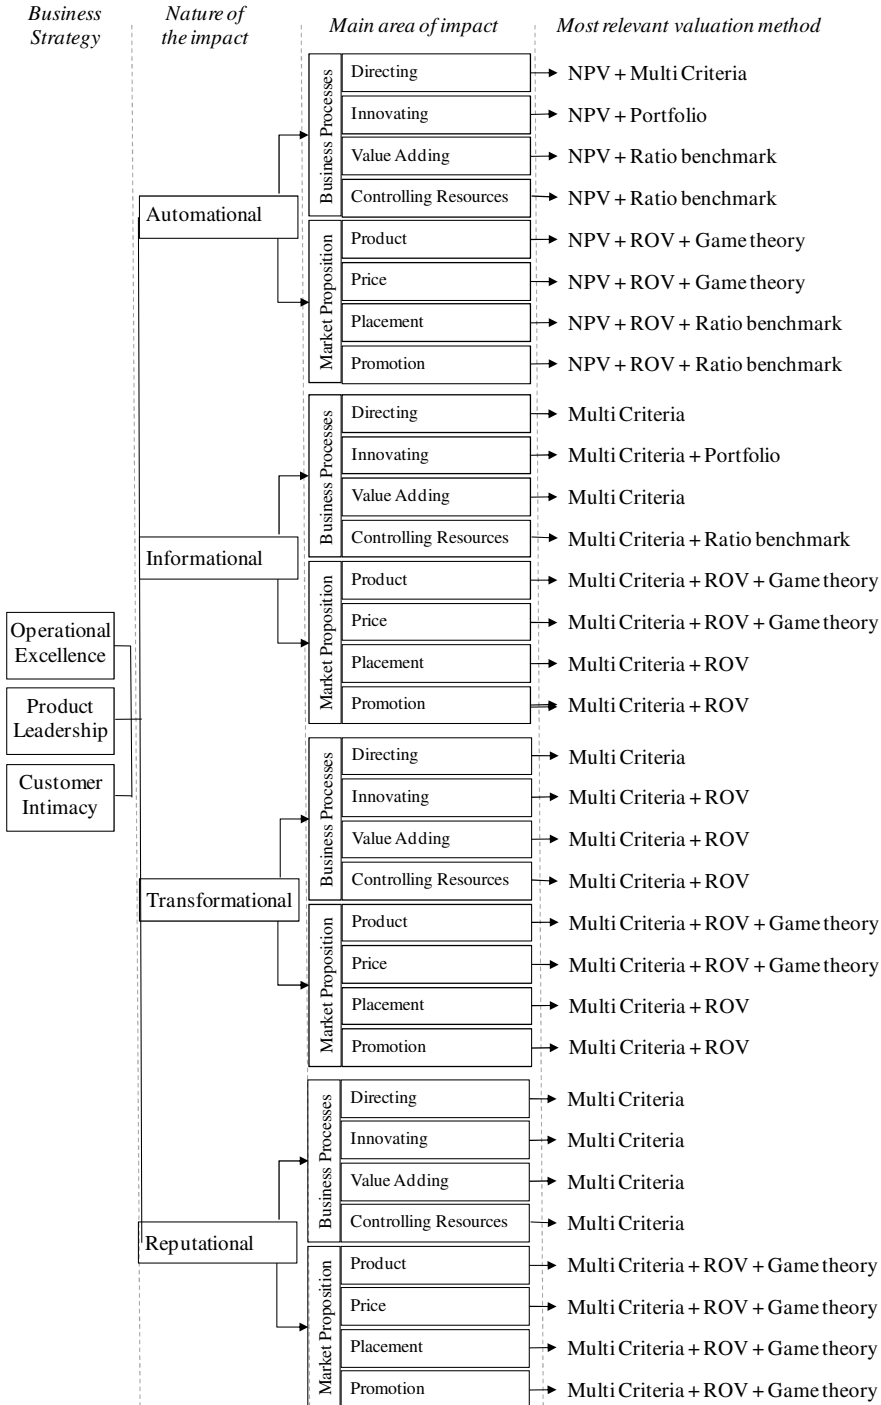 Business
Strategy
Nature of
the impact
Main area of impact
Most relevant valuation method
Operational
Excellence
Product
Leadership
Customer
Intimacy
Automational
Business Processes
Directing
NPV + Multi Criteria
Innovating
NPV + Portfolio
Value Adding
NPV + Ratio benchmark
Controlling Resources
NPV + Ratio benchmark
Market Proposition
Product
NPV + ROV + Game theory
Price
NPV + ROV + Game theory
Placement
NPV + ROV + Ratio benchmark
Promotion
NPV + ROV + Ratio benchmark
Informational
Business Processes
Directing
Multi Criteria
Innovating
Multi Criteria + Portfolio
Value Adding
Multi Criteria
Controlling Resources
Multi Criteria + Ratio benchmark
Market Proposition
Product
Multi Criteria + ROV + Game theory
Price
Multi Criteria + ROV + Game theory
Placement
Multi Criteria + ROV
Promotion
Multi Criteria + ROV
Transformational
Business Processes
Directing
Multi Criteria
Innovating
Multi Criteria + ROV
Value Adding
Multi Criteria + ROV
Controlling Resources
Multi Criteria + ROV
Market Proposition
Product
Multi Criteria + ROV + Game theory
Price
Multi Criteria + ROV + Game theory
Placement
Multi Criteria + ROV
Promotion
Multi Criteria + ROV
Reputational
Business Processes
Directing
Multi Criteria
Innovating
Multi Criteria
Value Adding
Multi Criteria
Controlling Resources
Multi Criteria
Market Proposition
Product
Multi Criteria + ROV + Game theory
Price
Multi Criteria + ROV + Game theory
Placement
Multi Criteria + ROV + Game theory
Promotion
Multi Criteria + ROV + Game theory